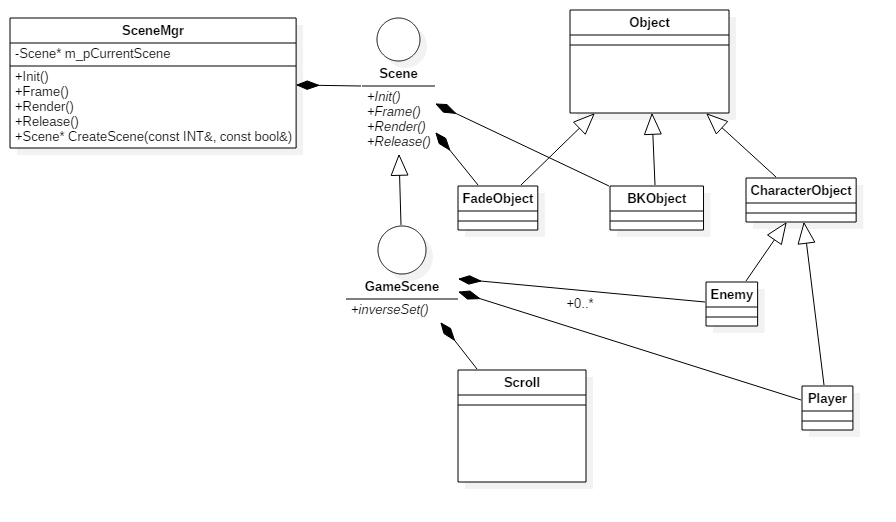 SceneMgr
-Scene* m_pCurrentScene
+Init()
+Frame()
+Render()
+Release()
+Scene* CreateScene(const INT&, const bool&)
Scene
+Init()
+Frame()
+Render()
+Release()
Object
FadeObject
BKObject
CharacterObject
GameScene
+inverseSet()
Enemy
+0..*
Scroll
Player